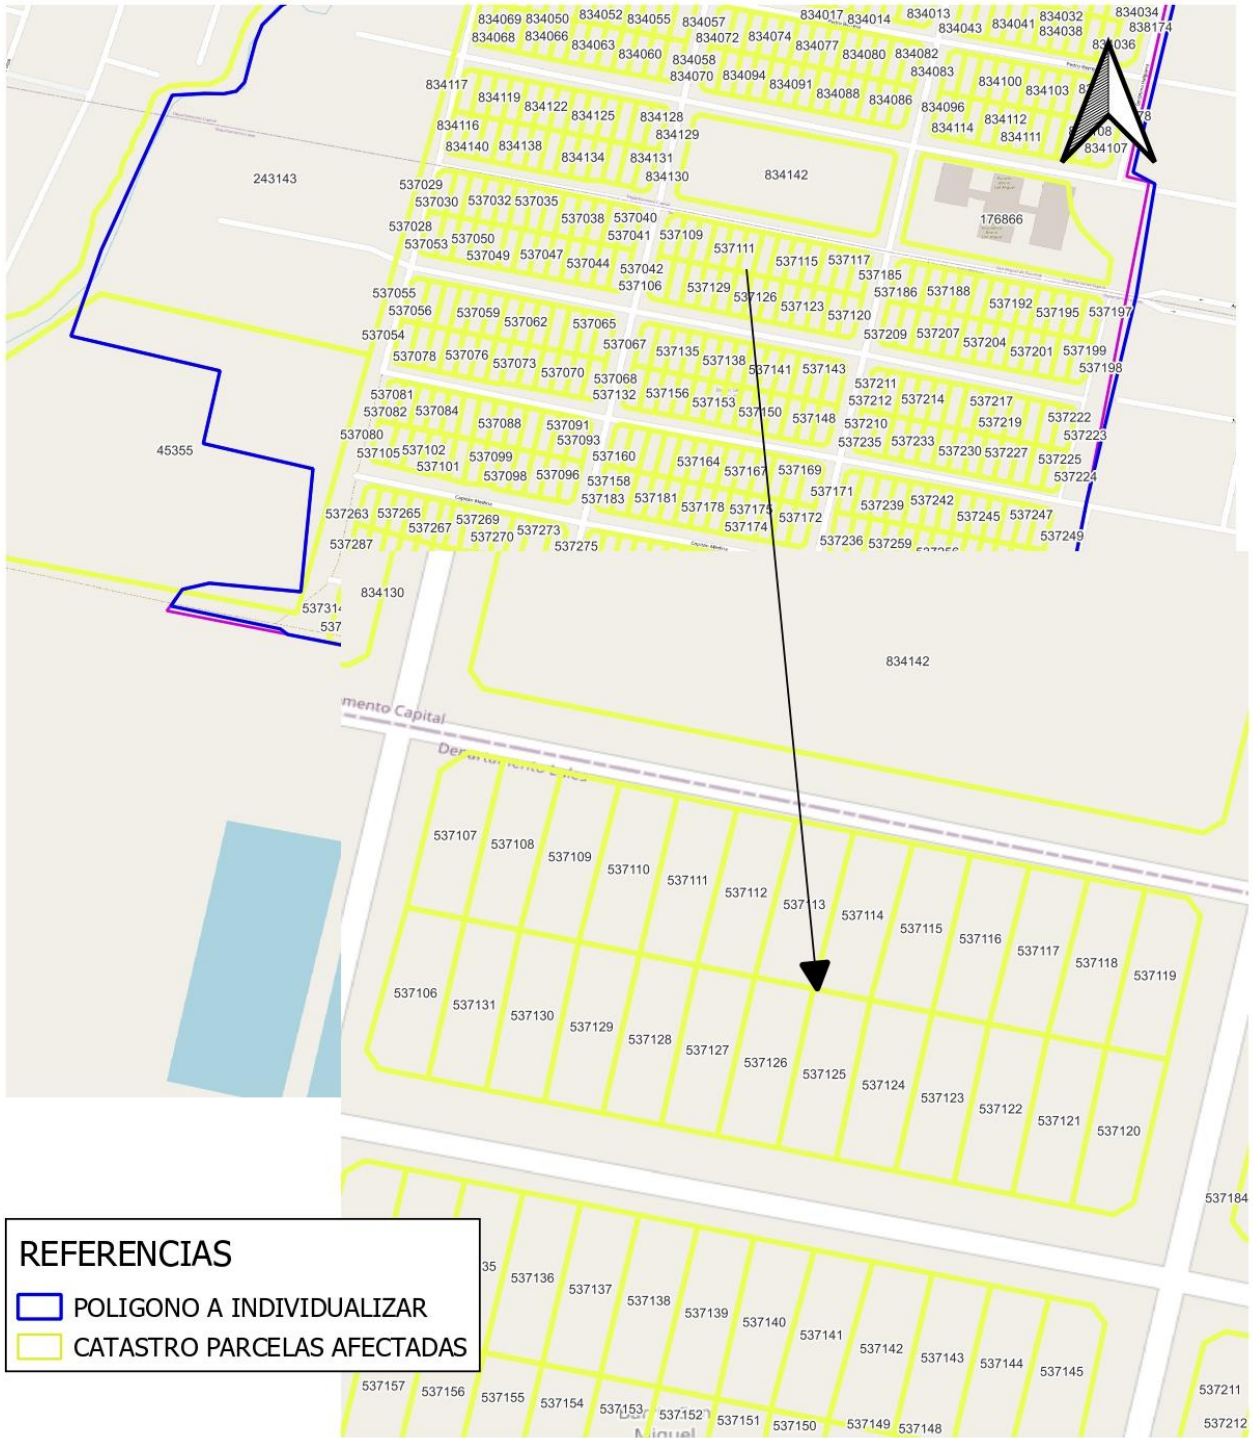 834069 834050 834052 834055 834057 834017 834014 834013 834043 834041 834032 834034
834068 834066 834063 834060 834058 834072 834074 834077 834080 834082 834038 838174
834070 834094 834091 834088 834086 834083 834100 834103
834117 834119 834122 834125 834128 834129 834096 834114 834112 834111 834107
834116 834140 834138 834134 834131 834130 834142
243143 176866
537029 537030 537032 537035 537038 537040 537041 537109 537111 537115 537117 537185
537028 537053 537050 537049 537047 537044 537042 537106 537129 537126 537123 537120 537186 537188 537192 537195 537197
537055 537056 537059 537062 537065 537067 537135 537138 537141 537143 537209 537207 537204 537201 537199 537198
537054 537078 537076 537073 537070 537068 537132 537156 537153 537150 537148 537211 537212 537214 537217 537219 537222 537223
537081 537082 537084 537088 537091 537093 537210 537235 537233 537230 537227 537225 537224
45355
537080 537105 537102 537101 537099 537098 537096 537160 537158 537164 537167 537169 537171
537183 537181 537178 537175 537174 537172 537239 537242 537245 537247 537249
Capitán Medina
537263 537265 537267 537269 537270 537273 537275 537236 537259
Capitán Medina
537287
834130
834142
mento Capital
537107 537108 537109 537110 537111 537112 537113 537114 537115 537116 537117 537118 537119
537106 537131 537130 537129 537128 537127 537126 537125 537124 537123 537122 537121 537120
537184
35 537136 537137 537138 537139 537140 537141 537142 537143 537144 537145
537157 537156 537155 537154 537153 537152 537151 537150 537149 537148
537211
537212
Miguel
REFERENCIAS
POLIGONO A INDIVIDUALIZAR
CATASTRO PARCELAS AFECTADAS